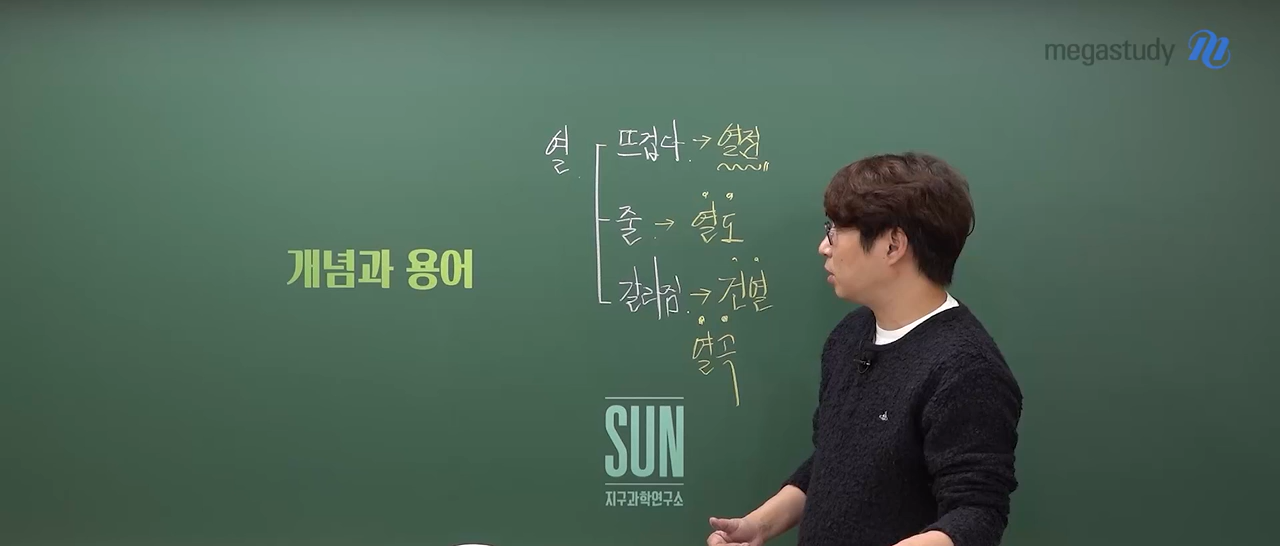 megastudy
열
뜨겁다. → 열점
줄 → 열도
개념과 용어
갈라짐. → 전열
열곡
SUN
지구과학연구소